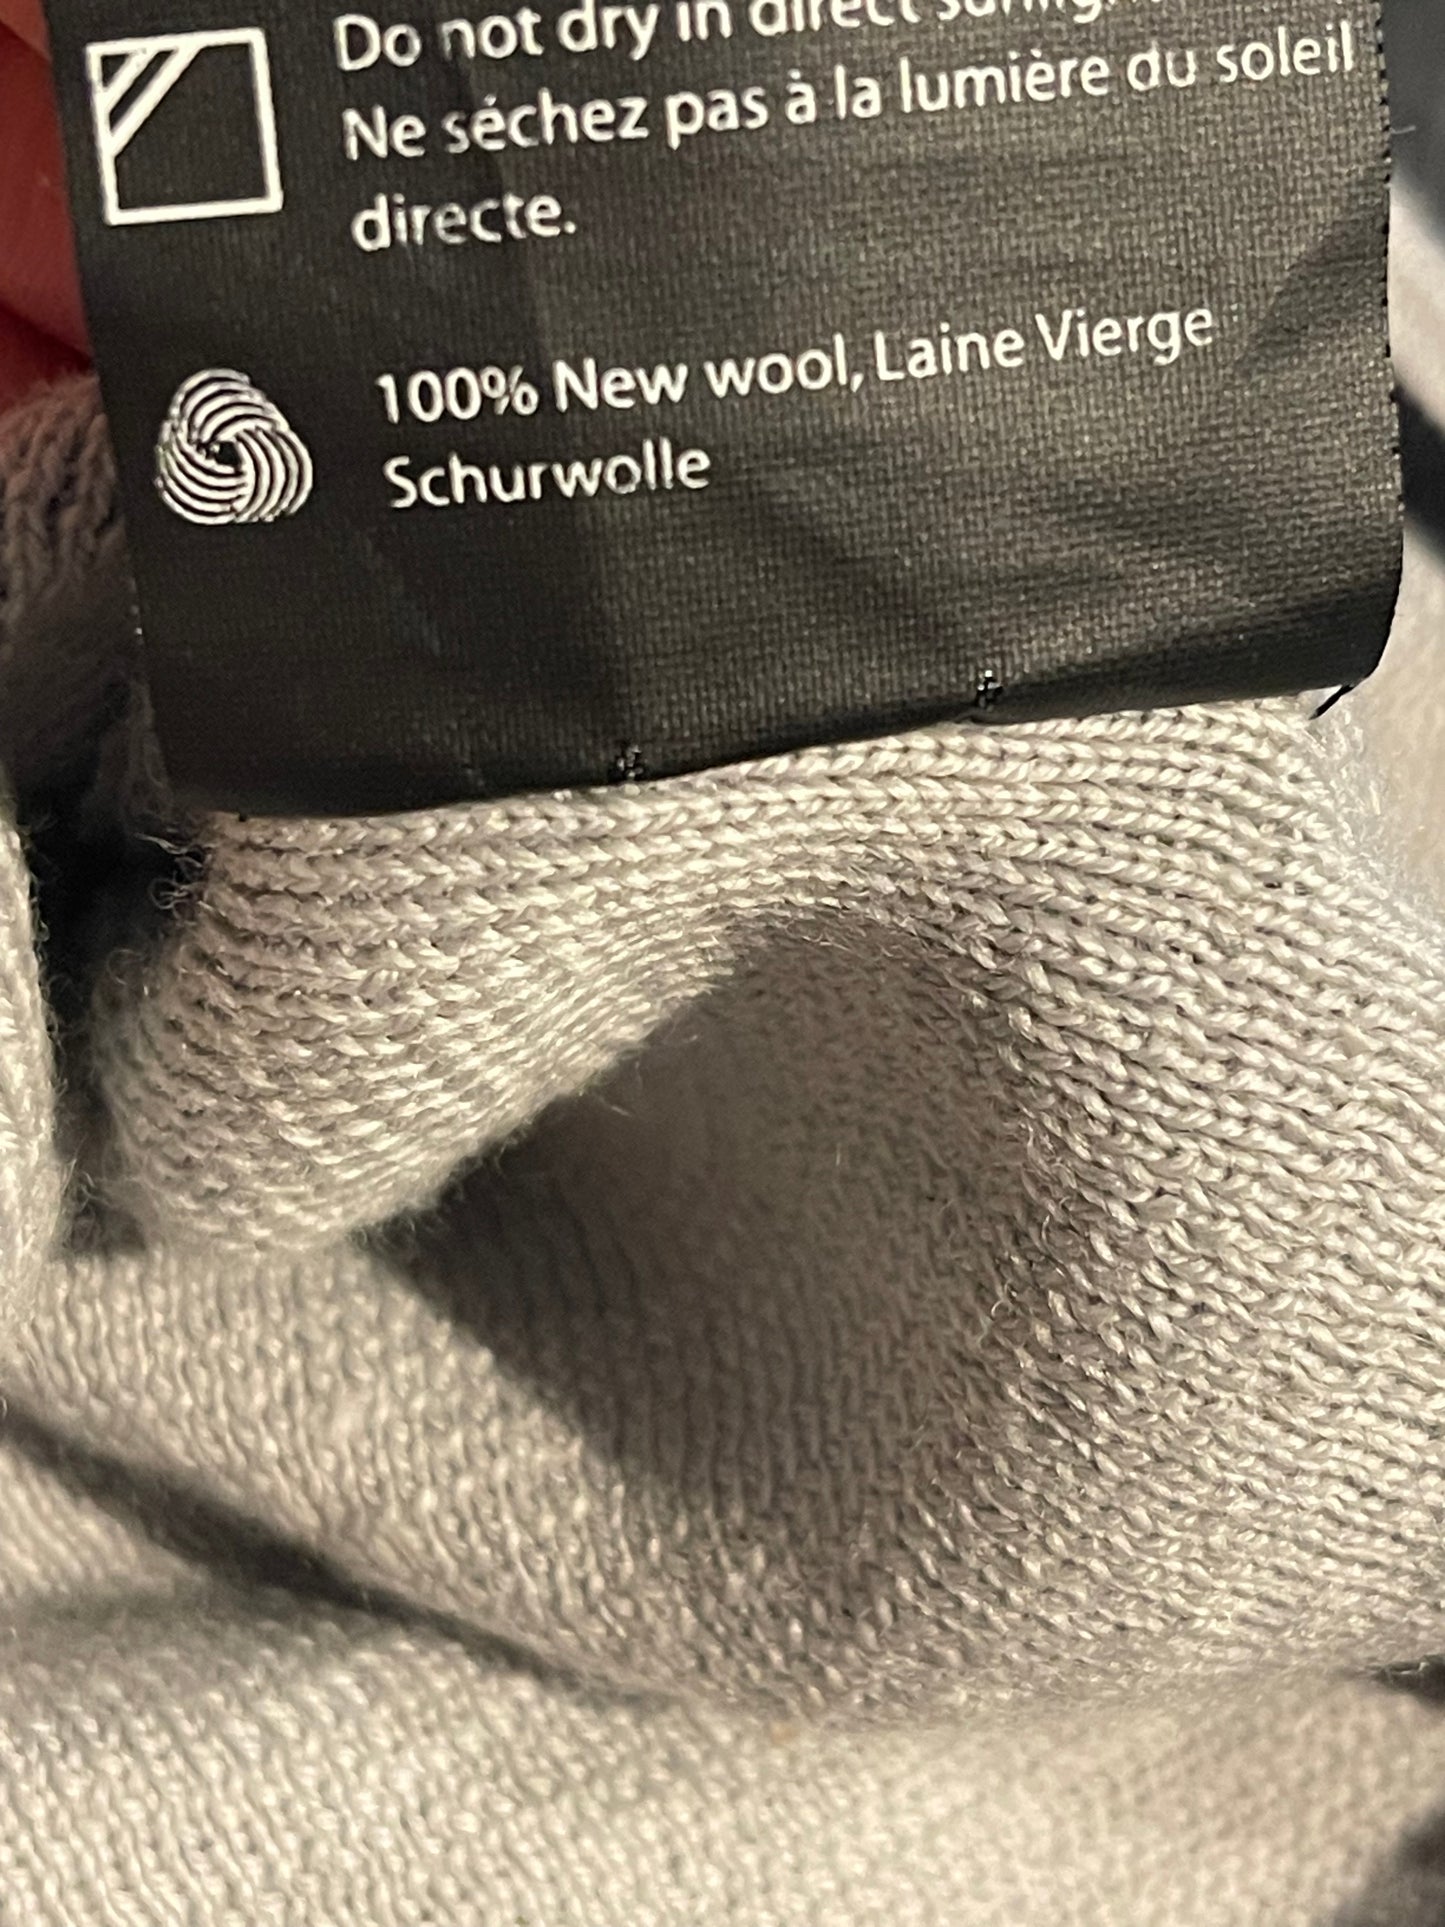 Do not dry in direct
Ne séchez pas à la lumière du soleil
directe.
100% New wool, Laine Vierge
Schurwolle